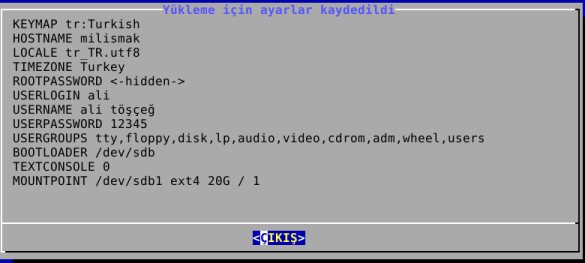 Yükleme için ayarlar kaydedildi
KEYMAP tr:Turkish
HOSTNAME milismak
LOCALE tr_TR.utf8
TIMEZONE Turkey
ROOTPASSWORD <-hidden->
USERLOGIN ali
USERNAME ali töşçeğ
USERPASSWORD 12345
USERGROUPS tty,floppy,disk,lp,audio,video,cdrom,adm,wheel,users
BOOTLOADER /dev/sdb
TEXTCONSOLE 0
MOUNTPOINT /dev/sdb1 ext4 20G / 1
<ÇIKIŞ>